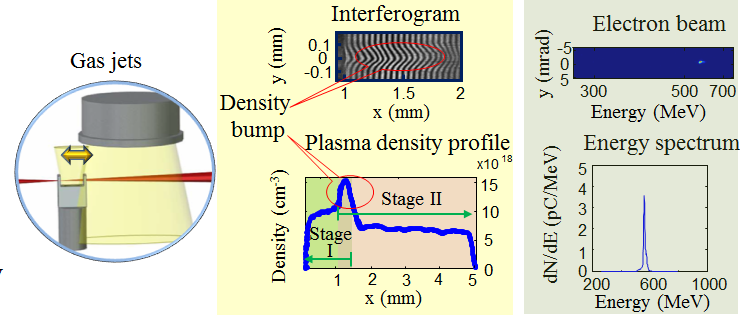 Gas jets
Interferogram
y (mm)
0.1
0
-0.1
1 1.5 2
x (mm)
Density
bump
Plasma density profile
x10 18
Density (cm-3)
15
10
5
0
Stage II
Stage
I
0 1 2 3 4 5
x (mm)
Electron beam
y (mrad)
-5
0
5
300 500 700
Energy (MeV)
Energy spectrum
dN/dE (pC/MeV)
5
4
3
2
1
0
200 600 1000
Energy (MeV)